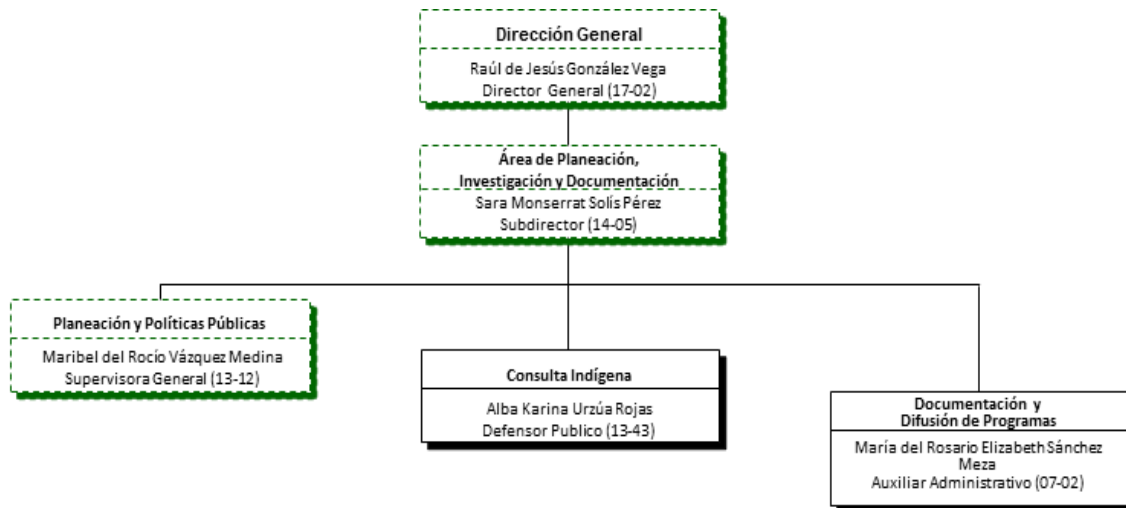 Dirección General
Raúl de Jesús González Vega
Director General (17-02)
Área de Planeación,
Investigación y Documentación
Sara Monserrat Solís Pérez
Subdirector (14-05)
Planeación y Políticas Públicas
Maribel del Rocío Vázquez Medina
Supervisora General (13-12)
Consulta Indígena
Alba Karina Urzúa Rojas
Defensor Publico (13-43)
Documentación y
Difusión de Programas
María del Rosario Elizabeth Sánchez
Meza
Auxiliar Administrativo (07-02)